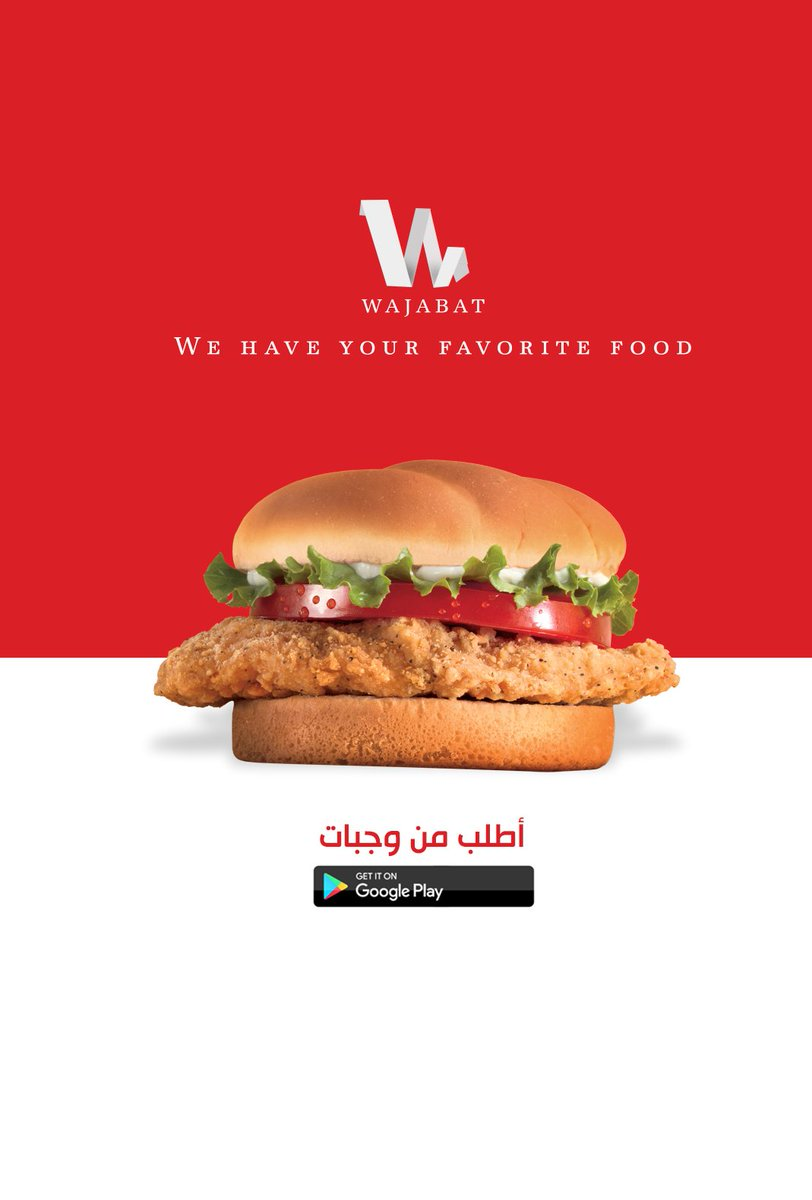 WAJABAT
WE HAVE YOUR FAVORITE FOOD
أطلب من وجبات
GET IT ON
Google Play